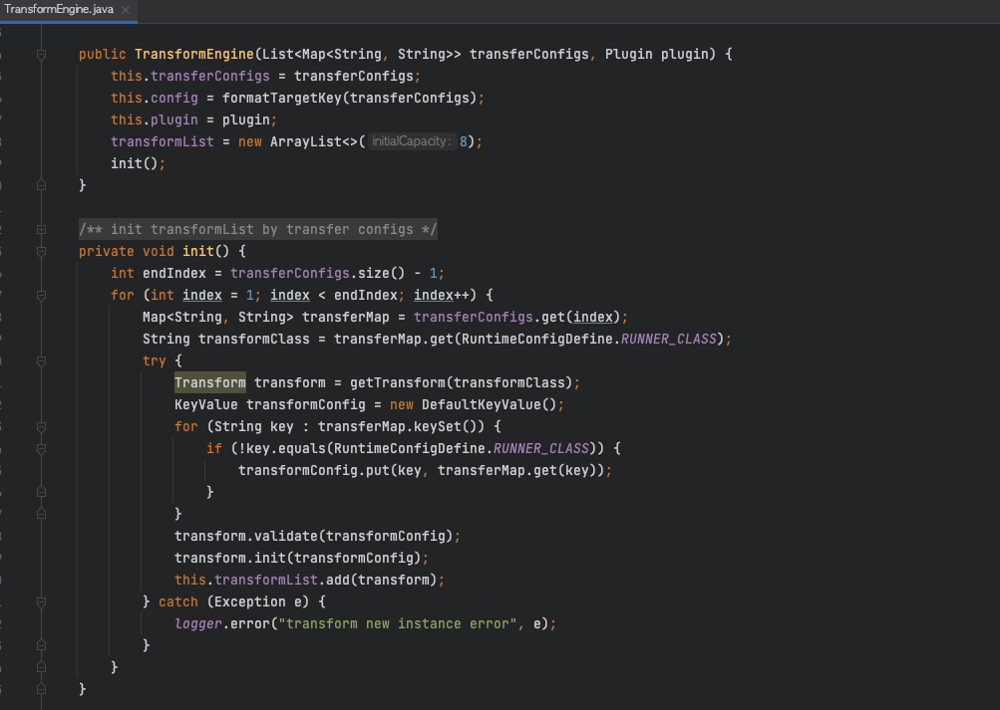 TransformEngine.java ×
public TransformEngine(List<Map<String, String>> transferConfigs, Plugin plugin) {
this.transferConfigs = transferConfigs;
this.config = formatTargetKey(transferConfigs);
this.plugin = plugin;
transformList = new ArrayList<>( initialCapacity: 8);
init();
}
/** init transformList by transfer configs */
private void init() {
int endIndex = transferConfigs.size() - 1;
for (int index = 1; index < endIndex; index++) {
Map<String, String> transferMap = transferConfigs.get(index);
String transformClass = transferMap.get(RuntimeConfigDefine.RUNNER_CLASS);
try {
Transform transform = getTransform(transformClass);
KeyValue transformConfig = new DefaultKeyValue();
for (String key : transferMap.keySet()) {
if (!key.equals(RuntimeConfigDefine.RUNNER_CLASS)) {
transformConfig.put(key, transferMap.get(key));
}
}
transform.validate(transformConfig);
transform.init(transformConfig);
this.transformList.add(transform);
} catch (Exception e) {
logger.error("transform new instance error", e);
}
}
}